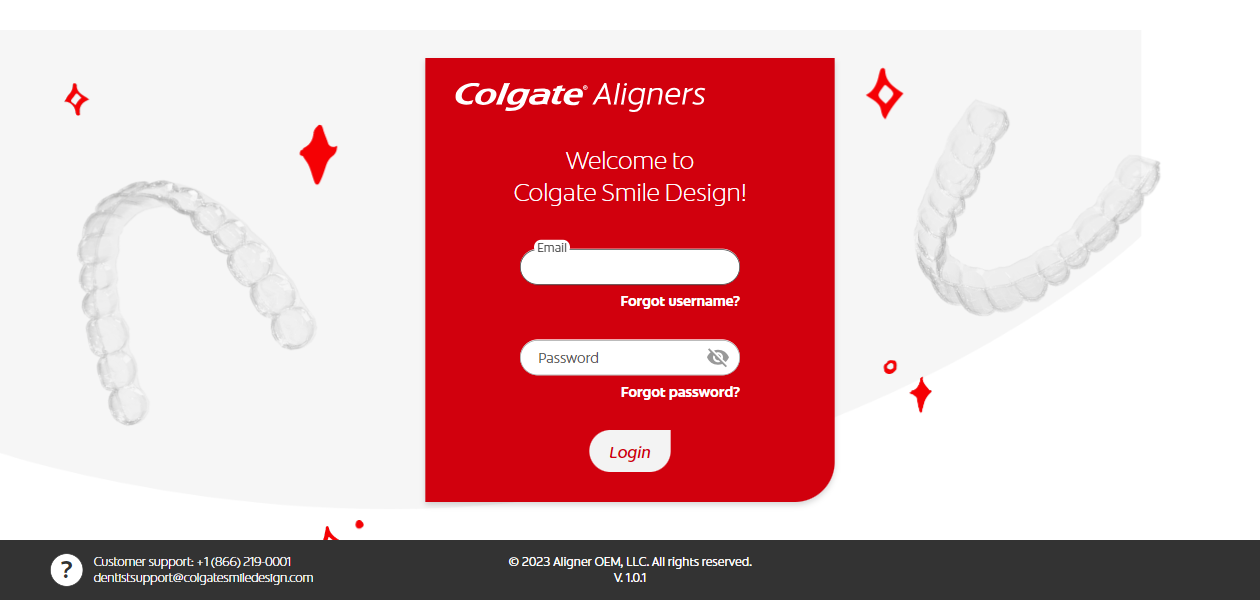 Colgate® Aligners
Welcome to
Colgate Smile Design!
Email
Forgot username?
Password
Forgot password?
Login
? Customer support: +1 (866) 219-0001
dentistsupport@colgatesmiledesign.com
© 2023 Aligner OEM, LLC. All rights reserved.
V. 1.0.1